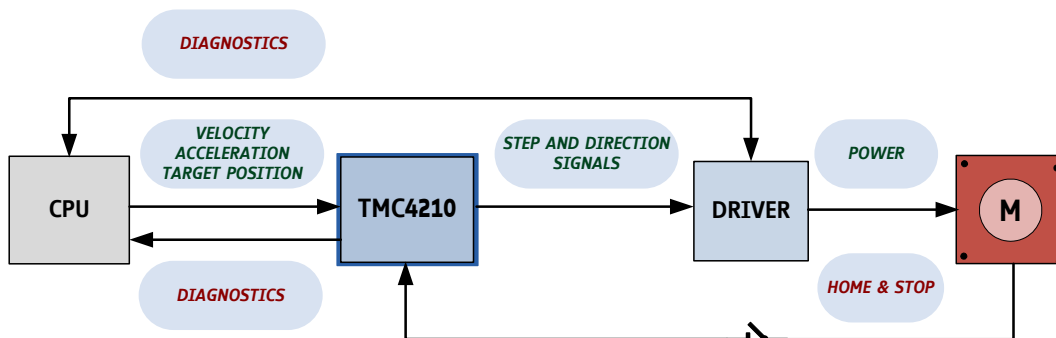 DIAGNOSTICS
VELOCITY
ACCELERATION
TARGET POSITION
STEP AND DIRECTION
SIGNALS
POWER
CPU
TMC4210
DRIVER
M
DIAGNOSTICS
HOME & STOP